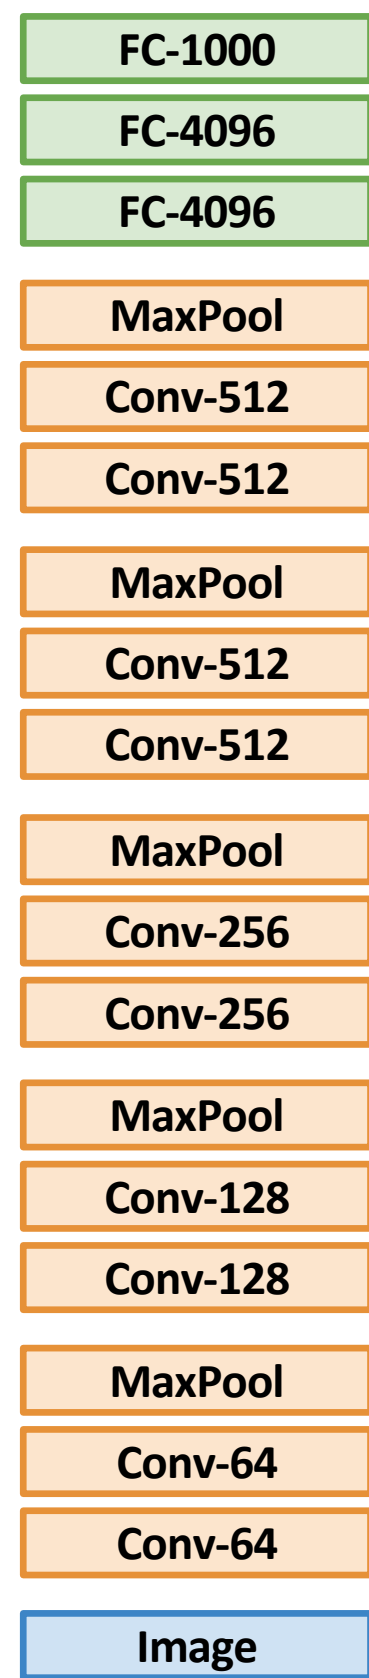 FC-1000
FC-4096
FC-4096
MaxPool
Conv-512
Conv-512
MaxPool
Conv-512
Conv-512
MaxPool
Conv-256
Conv-256
MaxPool
Conv-128
Conv-128
MaxPool
Conv-64
Conv-64
Image